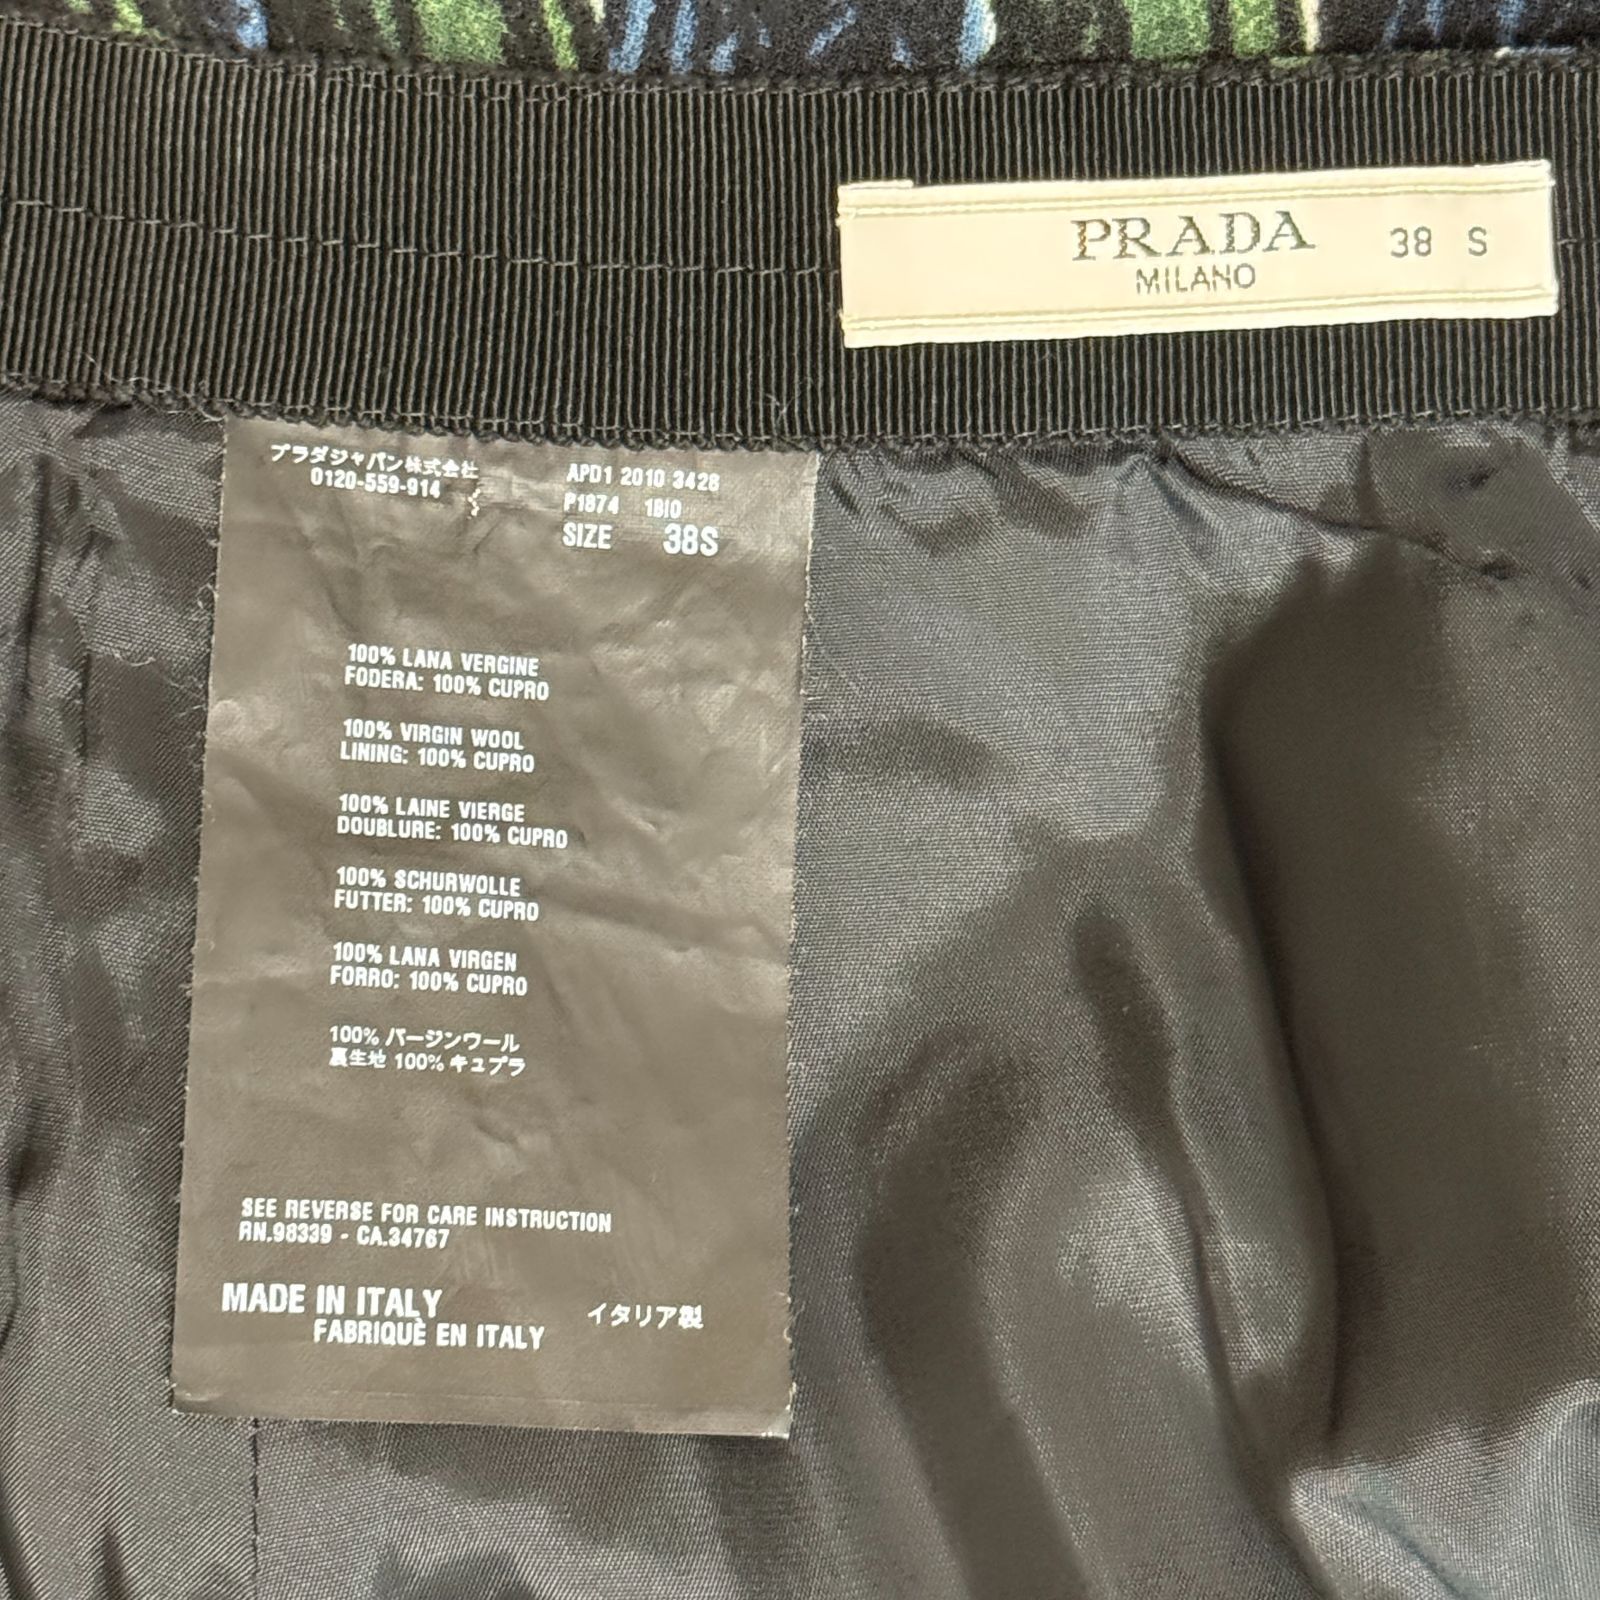 PRADA 38 S
MILANO
プラダジャパン株式会社
0120-559-914
APD1 2010 3428
P1874 1BIO
SIZE 38S
100% LANA VERGINE
FODERA: 100% CUPRO
100% VIRGIN WOOL
LINING: 100% CUPRO
100% LAINE VIERGE
DOUBLURE: 100% CUPRO
100% SCHURWOLLE
FUTTER: 100% CUPRO
100% LANA VIRGEN
FORRO: 100% CUPRO
100% バージンウール
裏生地 100% キュプラ
SEE REVERSE FOR CARE INSTRUCTION
RN.98339 - CA.34767
MADE IN ITALY
FABRIQUÈ EN ITALY
イタリア製